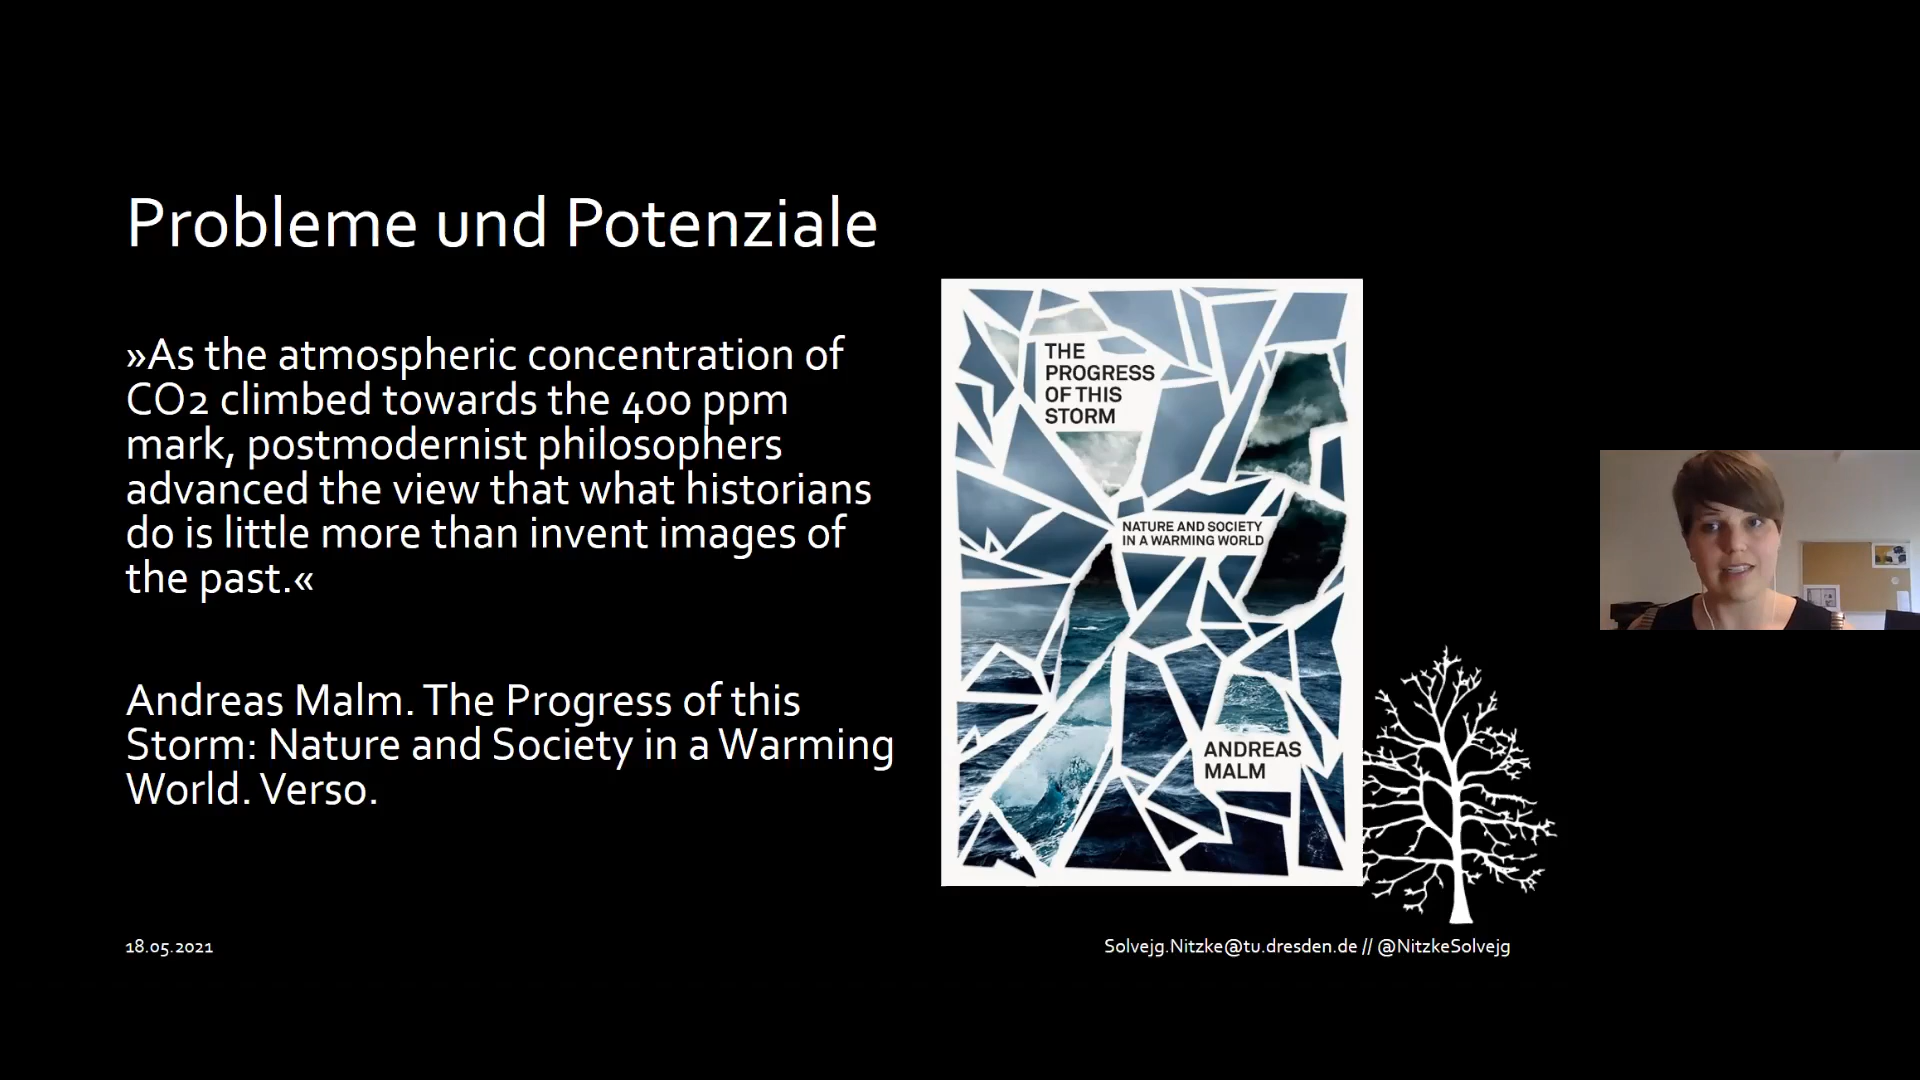 Probleme und Potenziale
»As the atmospheric concentration of
CO2 climbed towards the 400 ppm
mark, postmodernist philosophers
advanced the view that what historians
do is little more than invent images of
the past.«
Andreas Malm. The Progress of this
Storm: Nature and Society in a Warming
World. Verso.
THE
PROGRESS
OF THIS
STORM
NATURE AND SOCIETY
IN A WARMING WORLD
ANDREAS
MALM
18.05.2021
Solvejg.Nitzke@tu.dresden.de // @NitzkeSolvejg